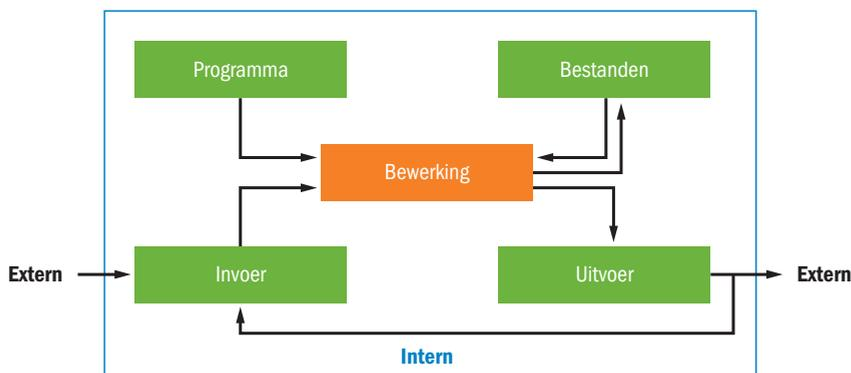 Programma
Bestanden
Bewerking
Extern
Invoer
Uitvoer
Extern
Intern